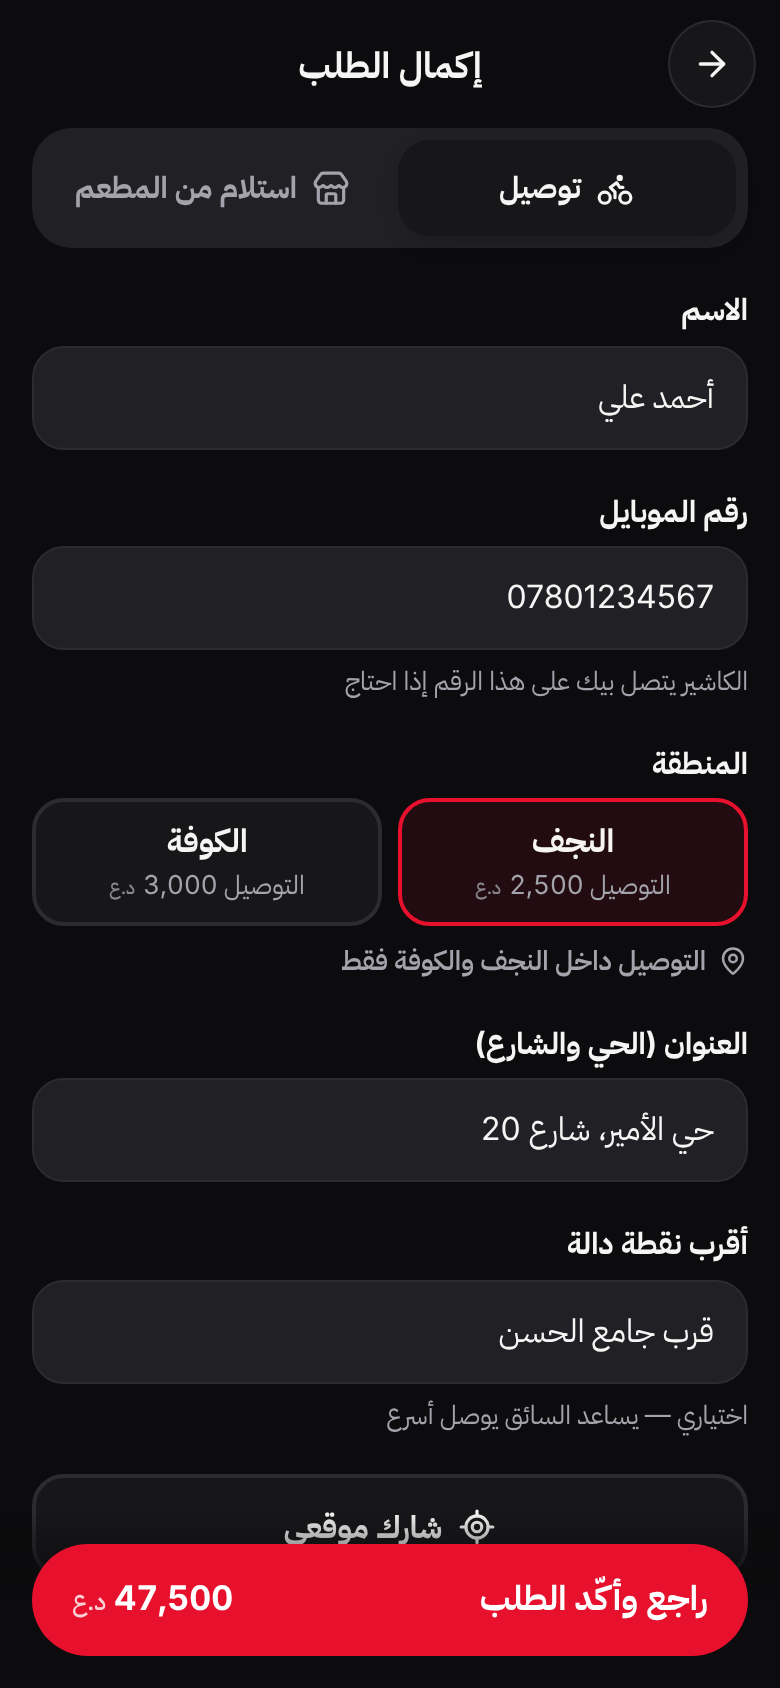 إكمال الطلب
توصيل
استلام من المطعم
الاسم
أحمد علي
رقم الموبايل
07801234567
الكاشير يتصل بيك على هذا الرقم إذا احتاج
المنطقة
النجف
التوصيل 2,500 د.ع
الكوفة
التوصيل 3,000 د.ع
التوصيل داخل النجف والكوفة فقط
العنوان (الحي والشارع)
حي الأمير، شارع 20
أقرب نقطة دالة
قرب جامع الحسن
اختياري — يساعد السائق يوصل أسرع
شارك موقعي
راجع وأكّد الطلب
47,500 د.ع